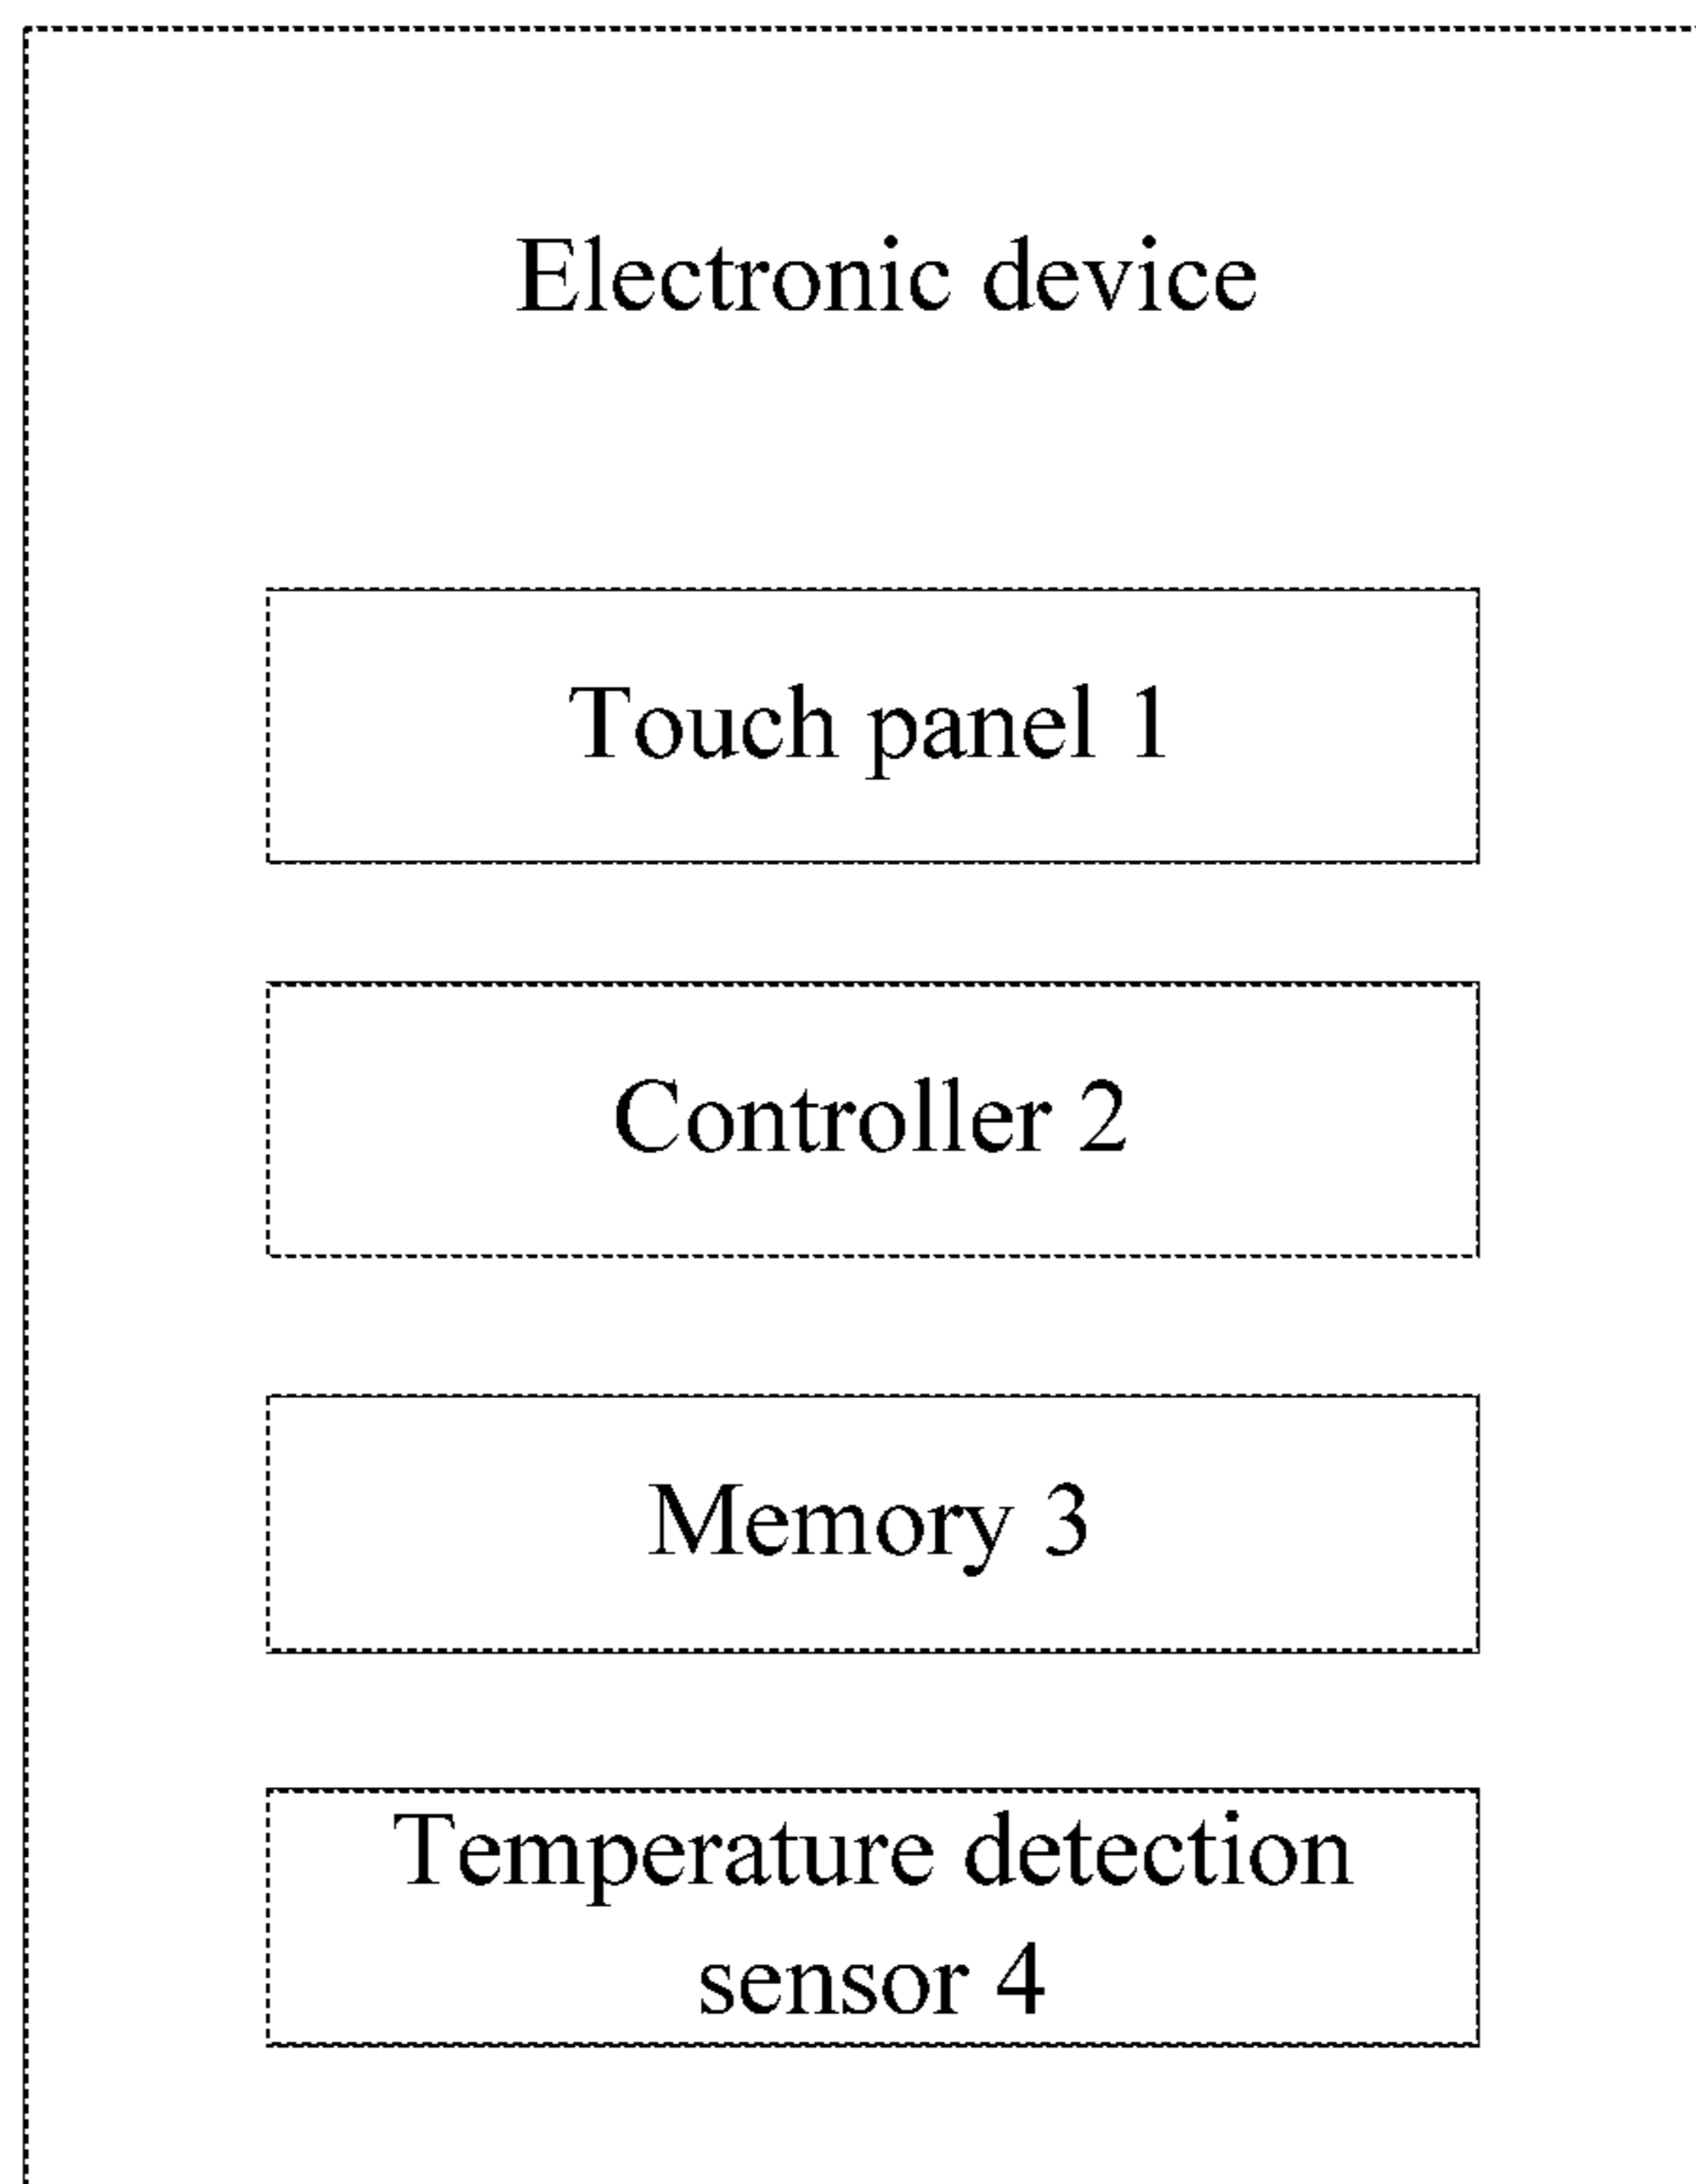 Electronic device
Touch panel 1
Controller 2
Memory 3
Temperature detection
sensor 4